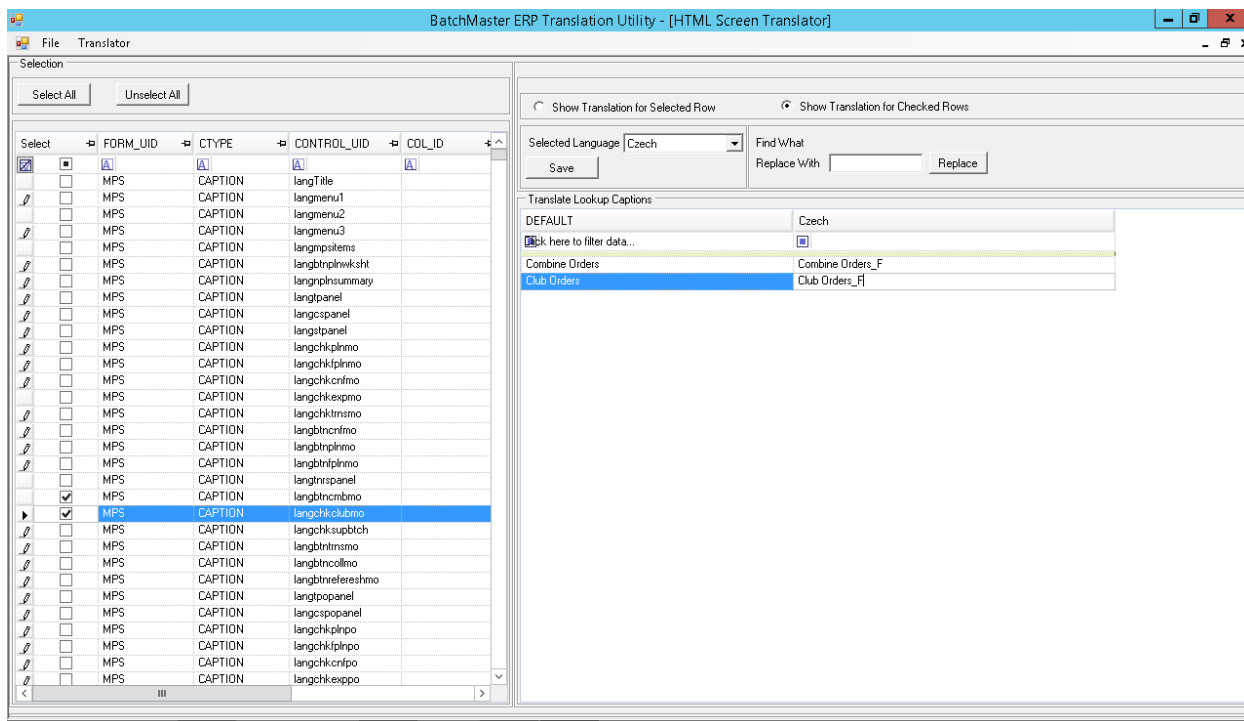 BatchMaster ERP Translation Utility - [HTML Screen Translator]
File Translator
Selection
Select All Unselect All
Show Translation for Selected Row Show Translation for Checked Rows
Select FORM_UID CTYPE CONTROL_UID COL_ID
A A A A
MPS CAPTION langTitle
MPS CAPTION langmenu1
MPS CAPTION langmenu2
MPS CAPTION langmenu3
MPS CAPTION langmpsitems
MPS CAPTION langbtnplnwksht
MPS CAPTION langnplnsummary
MPS CAPTION langtpanel
MPS CAPTION langcspanel
MPS CAPTION langstpanel
MPS CAPTION langchkplnmo
MPS CAPTION langchkfplnmo
MPS CAPTION langchkcnfmo
MPS CAPTION langchkexpmo
MPS CAPTION langchktrnsmo
MPS CAPTION langbtncnfmo
MPS CAPTION langbtnplnmo
MPS CAPTION langbtnfplnmo
MPS CAPTION langtnrspanel
MPS CAPTION langbtncmbmo
MPS CAPTION langchkclubmo
MPS CAPTION langchksupbtch
MPS CAPTION langbtntrnsmo
MPS CAPTION langbtncollmo
MPS CAPTION langbtnrefereshmo
MPS CAPTION langtpopanel
MPS CAPTION langcspopanel
MPS CAPTION langchkplnpo
MPS CAPTION langchkfplnpo
MPS CAPTION langchkcnfpo
MPS CAPTION langchkexppo
Selected Language Czech
Save
Find What
Replace With Replace
Translate Lookup Captions
DEFAULT Czech
ck here to filter data...
Combine Orders Combine Orders_F
Club Orders Club Orders_F